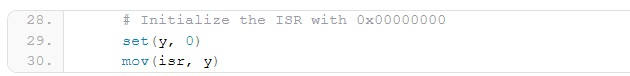 28. # Initialize the ISR with 0x00000000
29. set(y, 0)
30. mov(isr, y)